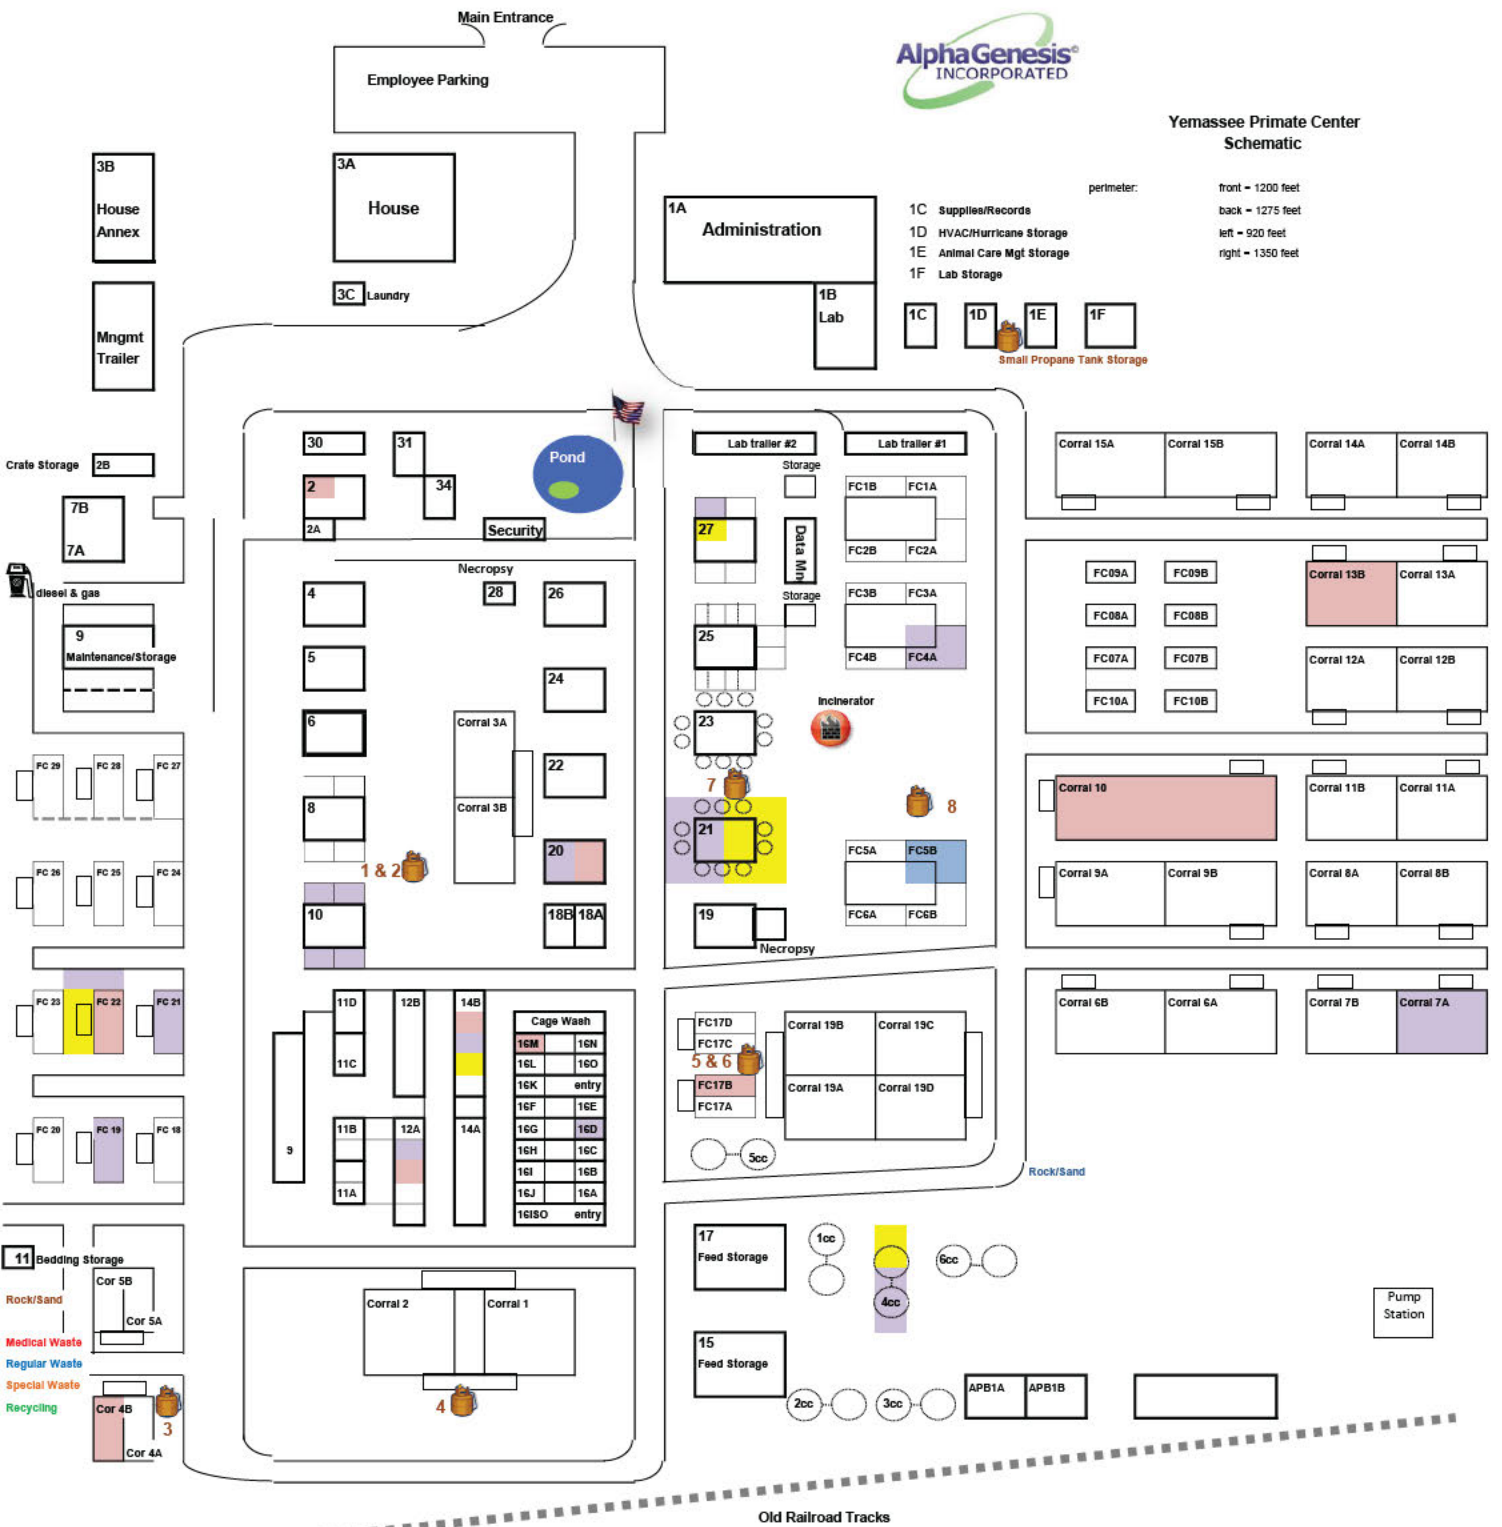 Main Entrance
Employee Parking
AlphaGenesis©
INCORPORATED
Yemassee Primate Center
Schematic
perimeter:
front = 1200 feet
back = 1275 feet
left = 920 feet
right = 1350 feet
1C Supplies/Records
1D HVAC/Hurricane Storage
1E Animal Care Mgt Storage
1F Lab Storage
3B
House
Annex
3A
House
3C Laundry
Mngmt
Trailer
1A
Administration
1B
Lab
1C
1D
1E
1F
Small Propane Tank Storage
Crate Storage 2B
7B
7A
diesel & gas
9
Maintenance/Storage
30
31
2
34
2A
Pond
Security
Necropsy
28
4
26
5
24
6
Corral 3A
22
8
Corral 3B
20
1 & 2
10
18B 18A
Lab trailer #2
Lab trailer #1
Storage
27
Data Mn
Storage
25
23
7
21
19
Necropsy
FC1B FC1A
FC2B FC2A
FC3B FC3A
FC4B FC4A
Incinerator
8
FC5A FC5B
FC6A FC6B
Corral 15A Corral 15B
Corral 14A Corral 14B
FC09A FC09B
FC08A FC08B
FC07A FC07B
FC10A FC10B
Corral 13B Corral 13A
Corral 12A Corral 12B
Corral 10
Corral 11B Corral 11A
Corral 9A Corral 9B
Corral 8A Corral 8B
Corral 6B Corral 6A
Corral 7B Corral 7A
FC 29 FC 28 FC 27
FC 26 FC 25 FC 24
FC 23 FC 22 FC 21
FC 20 FC 19 FC 18
9
11D
11C
11B
11A
12B
12A
14B
14A
Cage Wash
16M 16N
16L 16O
16K entry
16F 16E
16G 16D
16H 16C
16I 16B
16J 16A
16ISO entry
FC17D
FC17C
5 & 6
FC17B
FC17A
Corral 19B Corral 19C
Corral 19A Corral 19D
5cc
Rock/Sand
11 Bedding Storage
Cor 5B
Cor 5A
Rock/Sand
Medical Waste
Regular Waste
Special Waste
Recycling
Cor 4B
3
Cor 4A
Corral 2 Corral 1
4
17
Feed Storage
1cc
4cc
6cc
15
Feed Storage
2cc
3cc
APB1A APB1B
Pump
Station
Old Railroad Tracks